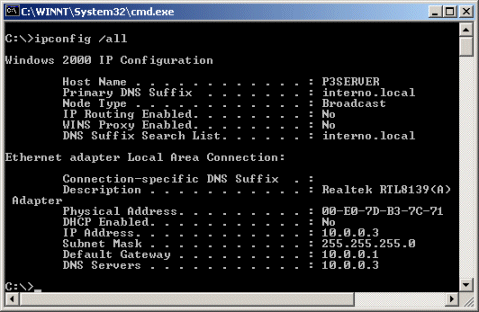 C:\WINNT\System32\cmd.exe
C:\>ipconfig /all
Windows 2000 IP Configuration
Host Name . . . . . . . . . . . . : P3SERVER
Primary DNS Suffix  . . . . . . . : interno.local
Node Type . . . . . . . . . . . . : Broadcast
IP Routing Enabled. . . . . . . . : No
WINS Proxy Enabled. . . . . . . . : No
DNS Suffix Search List. . . . . . : interno.local
Ethernet adapter Local Area Connection:
Connection-specific DNS Suffix  . :
Description . . . . . . . . . . . : Realtek RTL8139(A)
Adapter
Physical Address. . . . . . . . . : 00-E0-7D-B3-7C-71
DHCP Enabled. . . . . . . . . . . : No
IP Address. . . . . . . . . . . . : 10.0.0.3
Subnet Mask . . . . . . . . . . . : 255.255.255.0
Default Gateway . . . . . . . . . : 10.0.0.1
DNS Servers . . . . . . . . . . . : 10.0.0.3
C:\>_